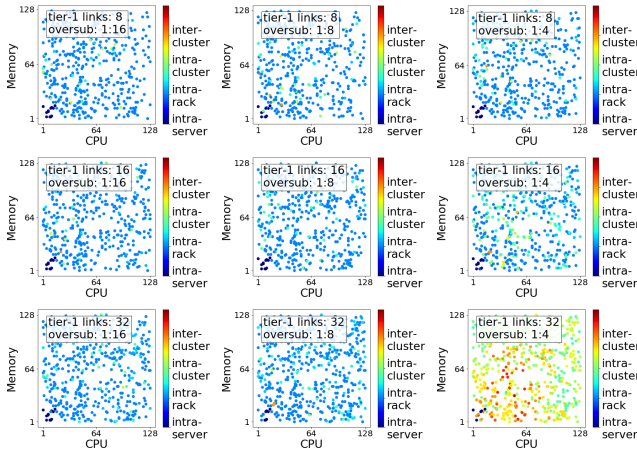 128
64
1
Memory
tier-1 links: 8
oversub: 1:16
1
64
128
CPU
inter-
cluster
intra-
cluster
intra-
rack
intra-
server
128
64
1
Memory
tier-1 links: 8
oversub: 1:8
1
64
128
CPU
inter-
cluster
intra-
cluster
intra-
rack
intra-
server
128
64
1
Memory
tier-1 links: 8
oversub: 1:4
1
64
128
CPU
inter-
cluster
intra-
cluster
intra-
rack
intra-
server
128
64
1
Memory
tier-1 links: 16
oversub: 1:16
1
64
128
CPU
inter-
cluster
intra-
cluster
intra-
rack
intra-
server
128
64
1
Memory
tier-1 links: 16
oversub: 1:8
1
64
128
CPU
inter-
cluster
intra-
cluster
intra-
rack
intra-
server
128
64
1
Memory
tier-1 links: 16
oversub: 1:4
1
64
128
CPU
inter-
cluster
intra-
cluster
intra-
rack
intra-
server
128
64
1
Memory
tier-1 links: 32
oversub: 1:16
1
64
128
CPU
inter-
cluster
intra-
cluster
intra-
rack
intra-
server
128
64
1
Memory
tier-1 links: 32
oversub: 1:8
1
64
128
CPU
inter-
cluster
intra-
cluster
intra-
rack
intra-
server
128
64
1
Memory
tier-1 links: 32
oversub: 1:4
1
64
128
CPU
inter-
cluster
intra-
cluster
intra-
rack
intra-
server